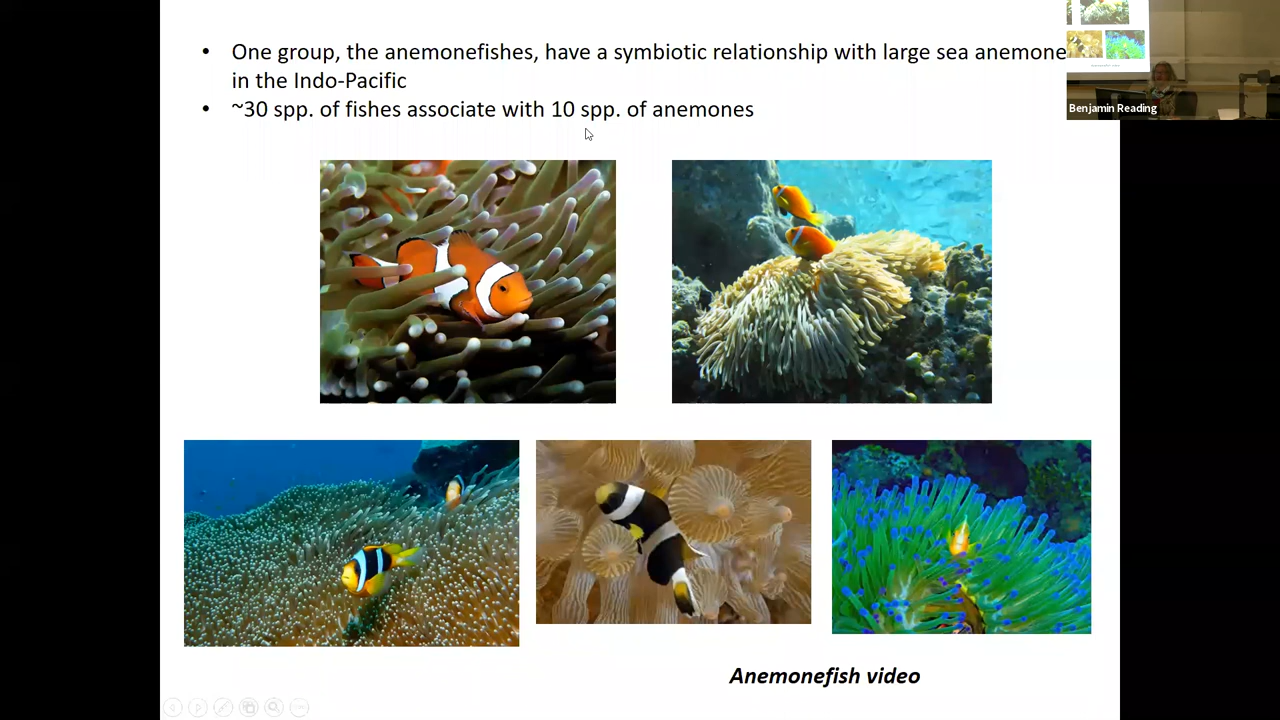 • One group, the anemonefishes, have a symbiotic relationship with large sea anemone
in the Indo-Pacific
• ~30 spp. of fishes associate with 10 spp. of anemones
Benjamin Reading
Anemonefish video